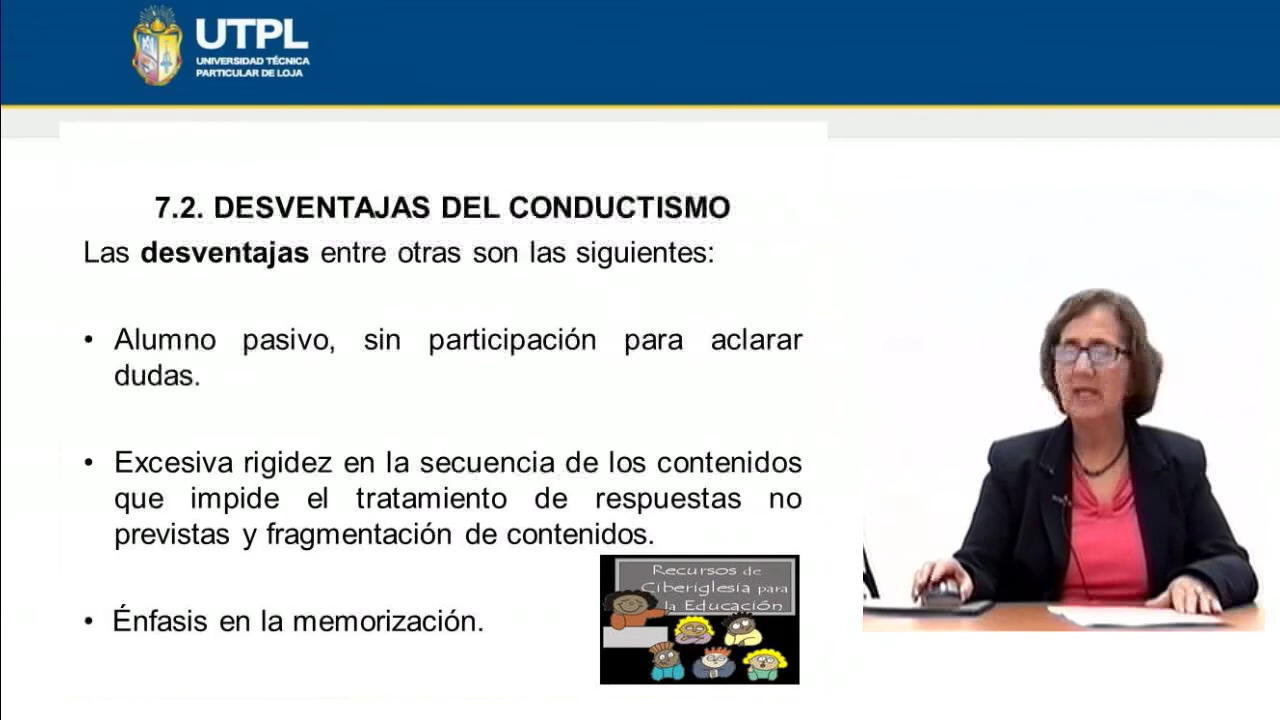 UTPL
UNIVERSIDAD TÉCNICA
PARTICULAR DE LOJA
7.2. DESVENTAJAS DEL CONDUCTISMO
Las desventajas entre otras son las siguientes:
• Alumno pasivo, sin participación para aclarar
dudas.
• Excesiva rigidez en la secuencia de los contenidos
que impide el tratamiento de respuestas no
previstas y fragmentación de contenidos.
• Énfasis en la memorización.
Recursos de
Ciberiglesia para
la Educación